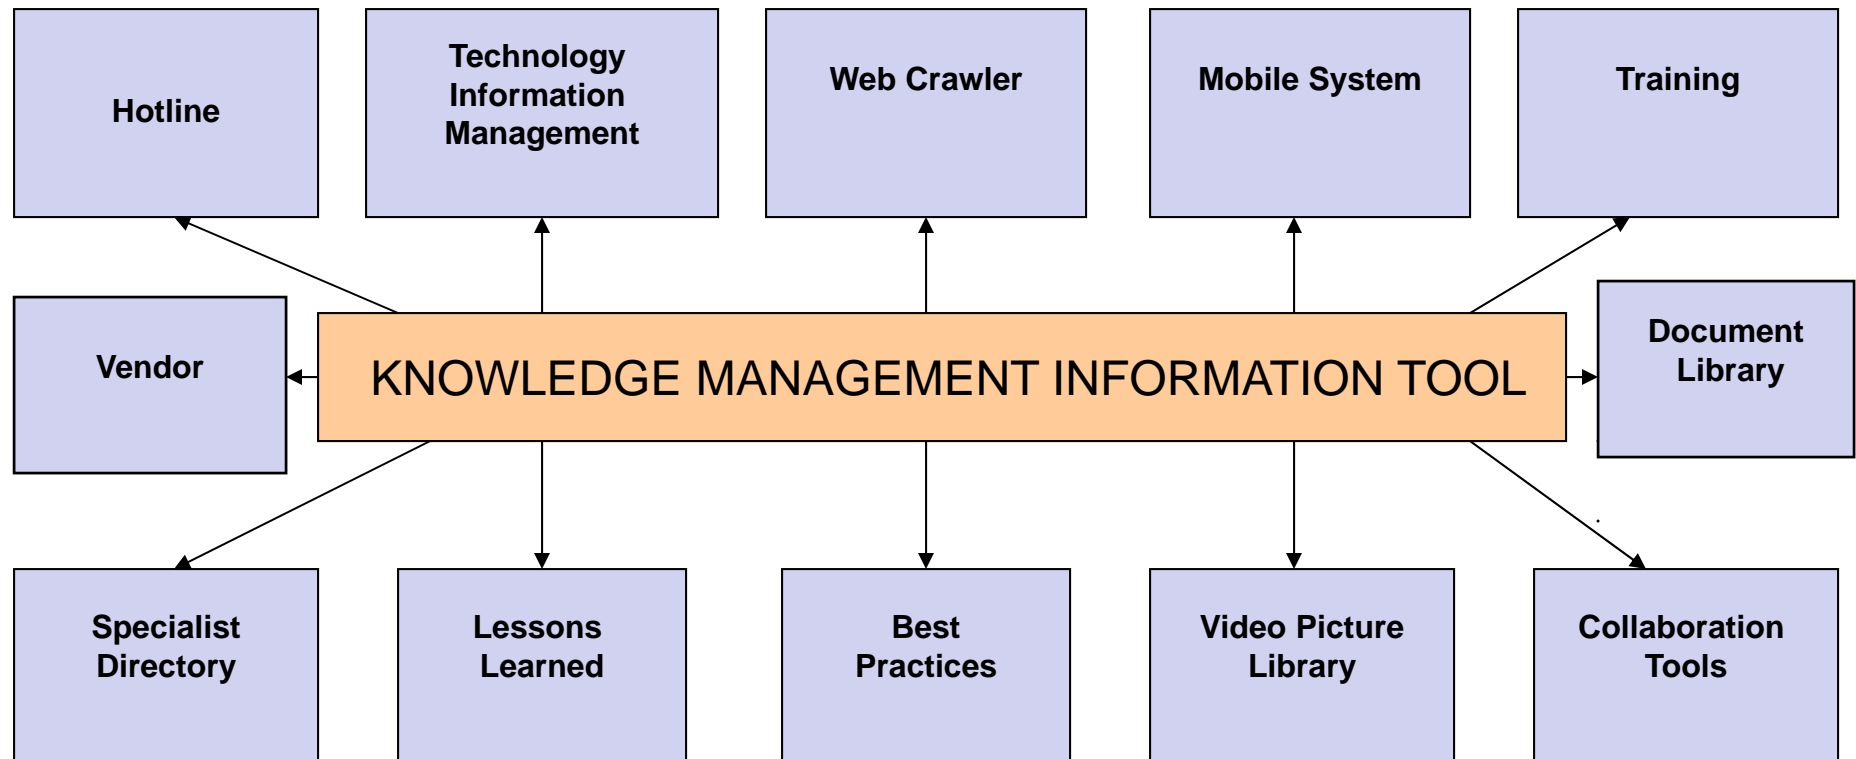 Hotline
Technology
Information
Management
Web Crawler
Mobile System
Training
Vendor
KNOWLEDGE MANAGEMENT INFORMATION TOOL
Document
Library
Specialist
Directory
Lessons
Learned
Best
Practices
Video Picture
Library
Collaboration
Tools